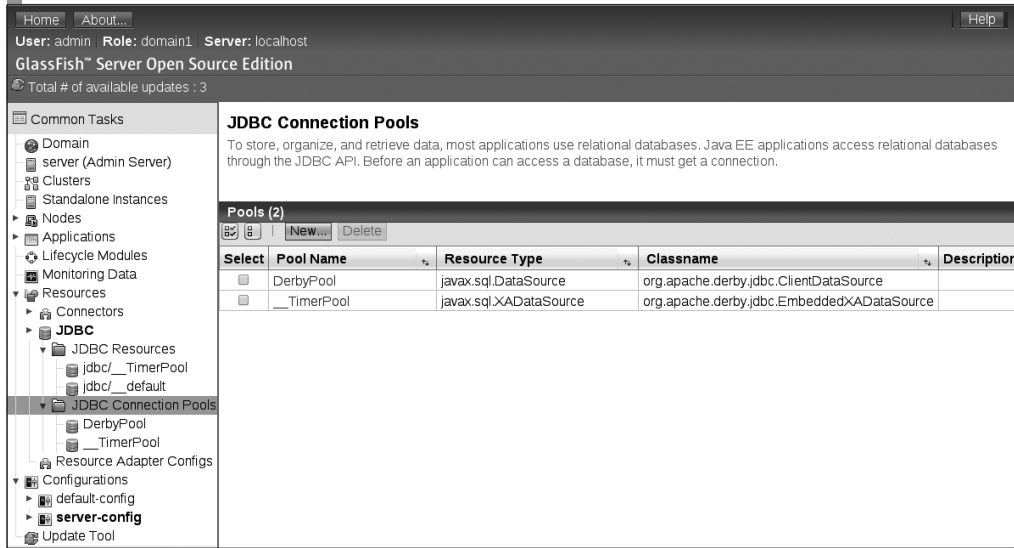 Home About... Help
User: admin Role: domain1 Server: localhost
GlassFish™ Server Open Source Edition
Total # of available updates : 3
Common Tasks
Domain
server (Admin Server)
Clusters
Standalone Instances
Nodes
Applications
Lifecycle Modules
Monitoring Data
Resources
Connectors
JDBC
JDBC Resources
jdbc/__TimerPool
jdbc/__default
JDBC Connection Pools
DerbyPool
__TimerPool
Resource Adapter Configs
Configurations
default-config
server-config
Update Tool
JDBC Connection Pools
To store, organize, and retrieve data, most applications use relational databases. Java EE applications access relational databases
through the JDBC API. Before an application can access a database, it must get a connection.
Pools (2)
New... Delete
Select Pool Name Resource Type Classname Description
DerbyPool javax.sql.DataSource org.apache.derby.jdbc.ClientDataSource
__TimerPool javax.sql.XADataSource org.apache.derby.jdbc.EmbeddedXADataSource